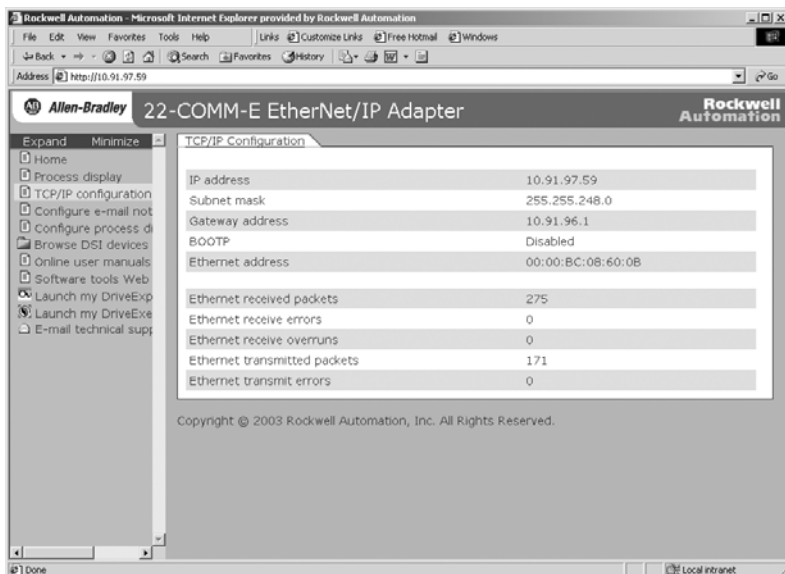 Rockwell Automation - Microsoft Internet Explorer provided by Rockwell Automation
File Edit View Favorites Tools Help Links Customize Links Free Hotmail Windows
Back Search Favorites History
Address http://10.91.97.59 Go
Allen-Bradley 22-COMM-E EtherNet/IP Adapter Rockwell Automation
Expand Minimize
Home
Process display
TCP/IP configuration
Configure e-mail not
Configure process di
Browse DSI devices
Online user manuals
Software tools Web
Launch my DriveExp
Launch my DriveExe
E-mail technical supp
TCP/IP Configuration
IP address 10.91.97.59
Subnet mask 255.255.248.0
Gateway address 10.91.96.1
BOOTP Disabled
Ethernet address 00:00:BC:08:60:0B
Ethernet received packets 275
Ethernet receive errors 0
Ethernet receive overruns 0
Ethernet transmitted packets 171
Ethernet transmit errors 0
Copyright © 2003 Rockwell Automation, Inc. All Rights Reserved.
Done Local intranet